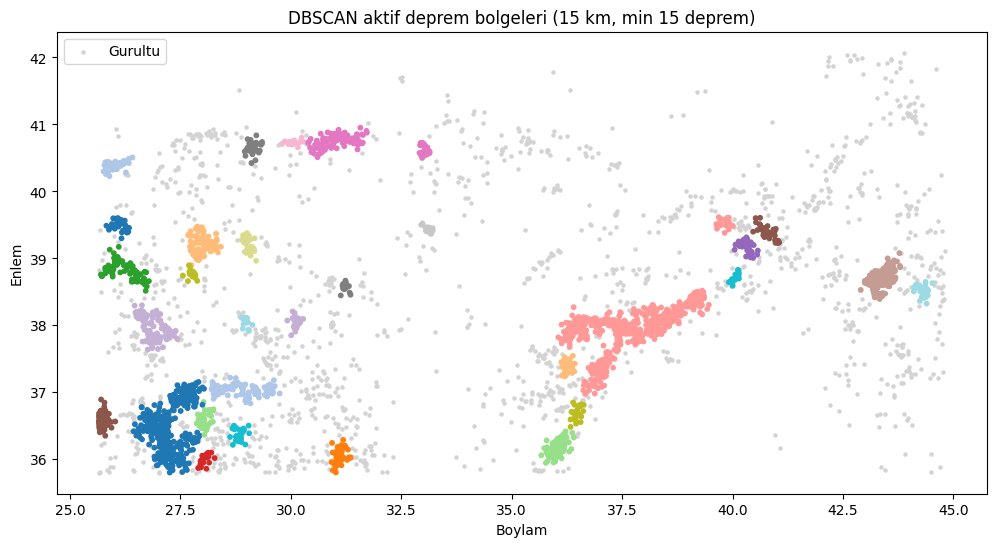 DBSCAN aktif deprem bolgeleri (15 km, min 15 deprem)
Gurultu
42
41
40
39
38
37
36
Enlem
25.0 27.5 30.0 32.5 35.0 37.5 40.0 42.5 45.0
Boylam